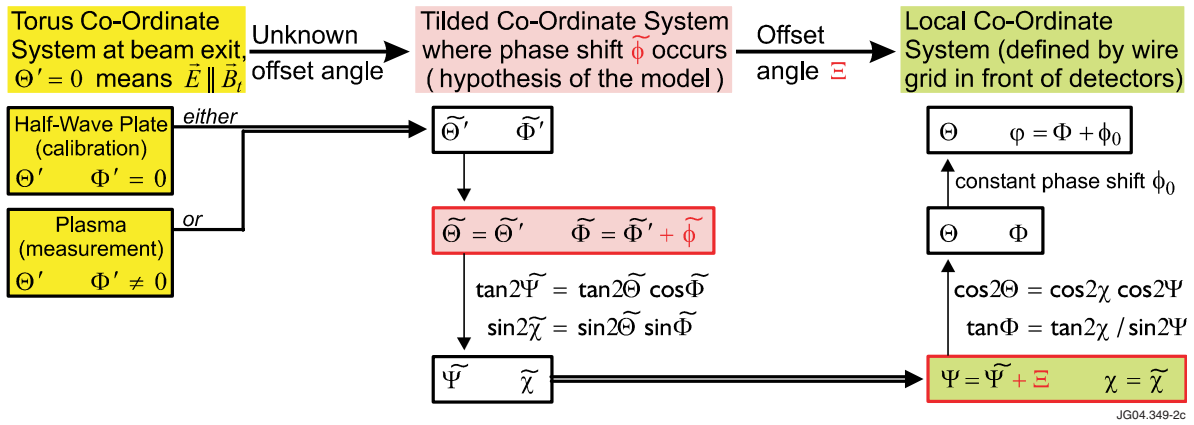 Torus Co-Ordinate
System at beam exit,
Θ′ = 0 means E⃗ ∥ B⃗ₜ
Unknown
offset angle
Tilded Co-Ordinate System
where phase shift ϕ̃ occurs
( hypothesis of the model )
Offset
angle Ξ
Local Co-Ordinate
System (defined by wire
grid in front of detectors)
Half-Wave Plate
(calibration)
Θ′ Φ′ = 0
either
Plasma
(measurement)
Θ′ Φ′ ≠ 0
or
Θ̃′ Φ̃′
Θ̃ = Θ̃′ Φ̃ = Φ̃′ + ϕ̃
tan2Ψ̃ = tan2Θ̃ cosΦ̃
sin2χ̃ = sin2Θ̃ sinΦ̃
Ψ̃ χ̃
Θ φ = Φ + ϕ₀
constant phase shift ϕ₀
Θ Φ
cos2Θ = cos2χ cos2Ψ
tanΦ = tan2χ / sin2Ψ
Ψ = Ψ̃ + Ξ χ = χ̃
JG04.349-2c